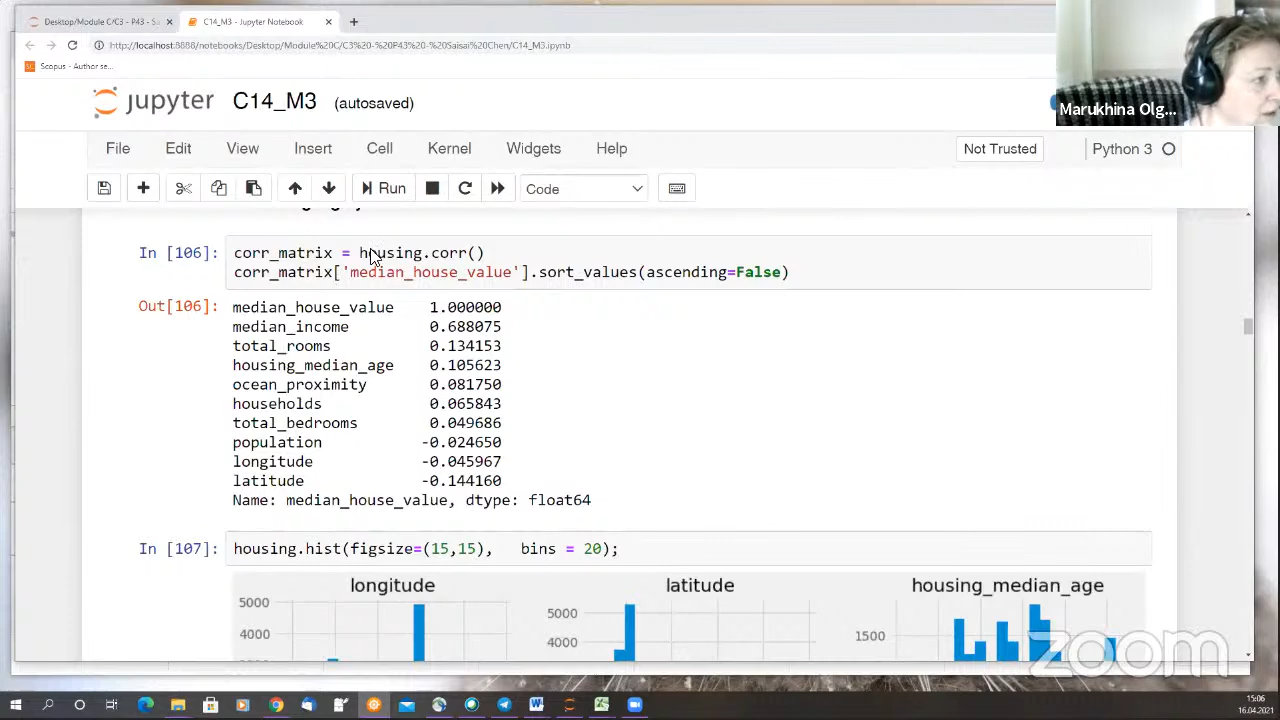 Desktop/Module C/C3 - P43 - Sa
C14_M3 - Jupyter Notebook
http://localhost:8888/notebooks/Desktop/Module%20C/C3%20-%20P43%20-%20Saisai%20Chen/C14_M3.ipynb
Scopus - Author se...
Marukhina Olg...
jupyter C14_M3 (autosaved)
File Edit View Insert Cell Kernel Widgets Help Not Trusted Python 3
Run Code
In [106]: corr_matrix = housing.corr()
corr_matrix['median_house_value'].sort_values(ascending=False)
Out[106]: median_house_value 1.000000
median_income 0.688075
total_rooms 0.134153
housing_median_age 0.105623
ocean_proximity 0.081750
households 0.065843
total_bedrooms 0.049686
population -0.024650
longitude -0.045967
latitude -0.144160
Name: median_house_value, dtype: float64
In [107]: housing.hist(figsize=(15,15), bins = 20);
longitude latitude housing_median_age
5000 5000 1500
4000 4000
zoom
15:06
16.04.2021